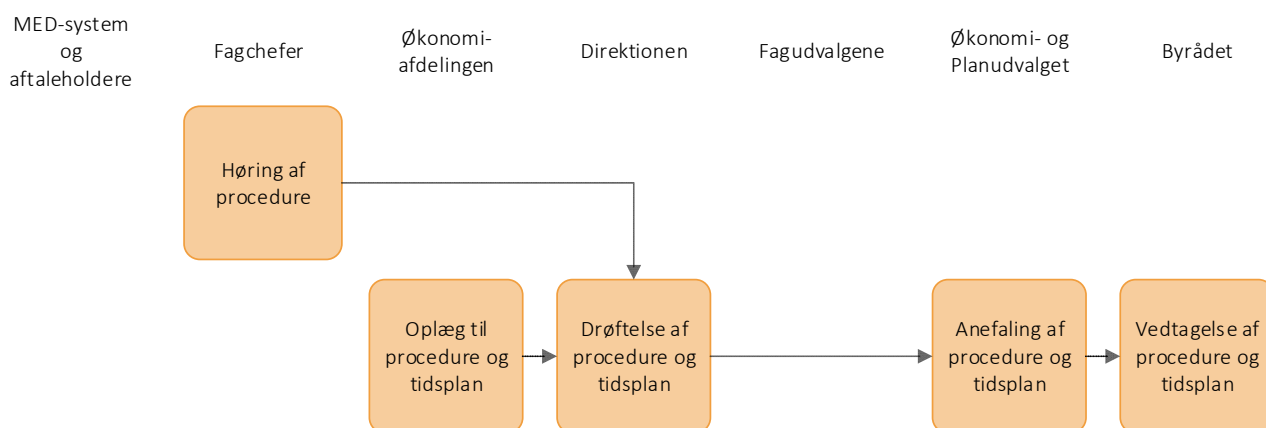 MED-system
og
aftaleholdere
Fagchefer
Økonomi-
afdelingen
Direktionen
Fagudvalgene
Økonomi- og
Planudvalget
Byrådet
Høring af
procedure
Oplæg til
procedure og
tidsplan
Drøftelse af
procedure og
tidsplan
Anefaling af
procedure og
tidsplan
Vedtagelse af
procedure og
tidsplan